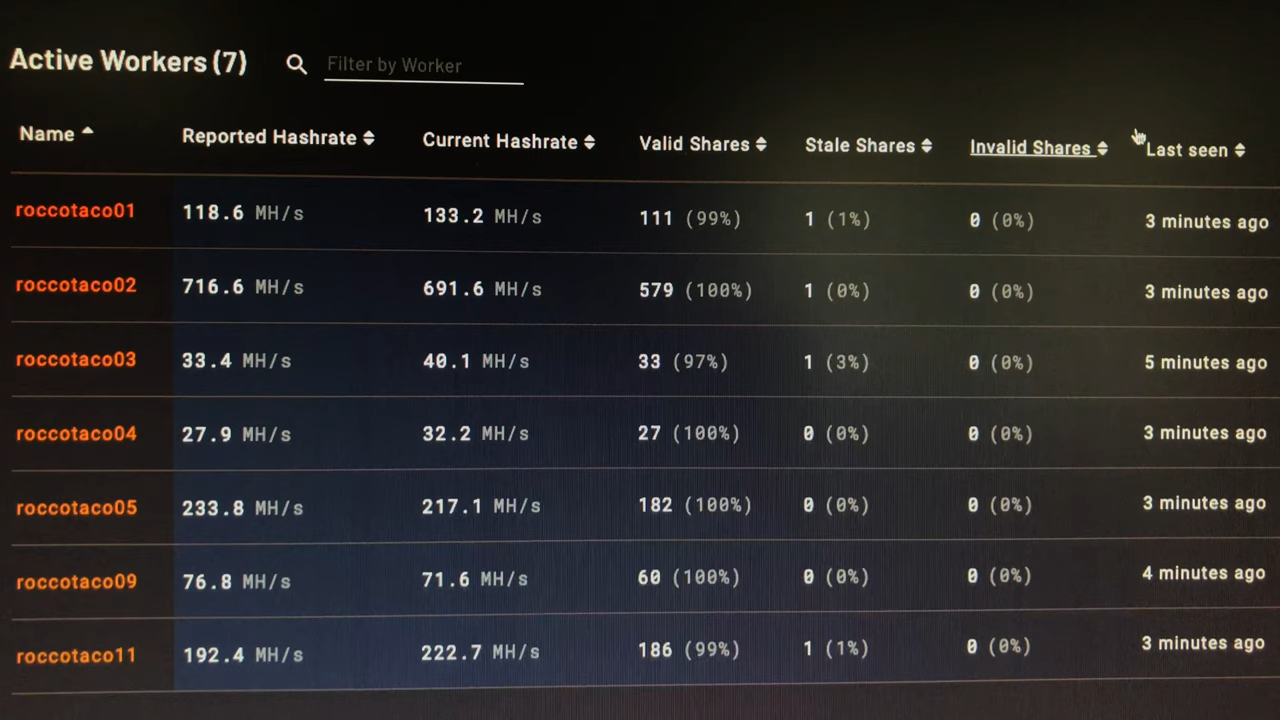 Active Workers (7) Filter by Worker
Name Reported Hashrate Current Hashrate Valid Shares Stale Shares Invalid Shares Last seen
roccotaco01 118.6 MH/s 133.2 MH/s 111 (99%) 1 (1%) 0 (0%) 3 minutes ago
roccotaco02 716.6 MH/s 691.6 MH/s 579 (100%) 1 (0%) 0 (0%) 3 minutes ago
roccotaco03 33.4 MH/s 40.1 MH/s 33 (97%) 1 (3%) 0 (0%) 5 minutes ago
roccotaco04 27.9 MH/s 32.2 MH/s 27 (100%) 0 (0%) 0 (0%) 3 minutes ago
roccotaco05 233.8 MH/s 217.1 MH/s 182 (100%) 0 (0%) 0 (0%) 3 minutes ago
roccotaco09 76.8 MH/s 71.6 MH/s 60 (100%) 0 (0%) 0 (0%) 4 minutes ago
roccotaco11 192.4 MH/s 222.7 MH/s 186 (99%) 1 (1%) 0 (0%) 3 minutes ago